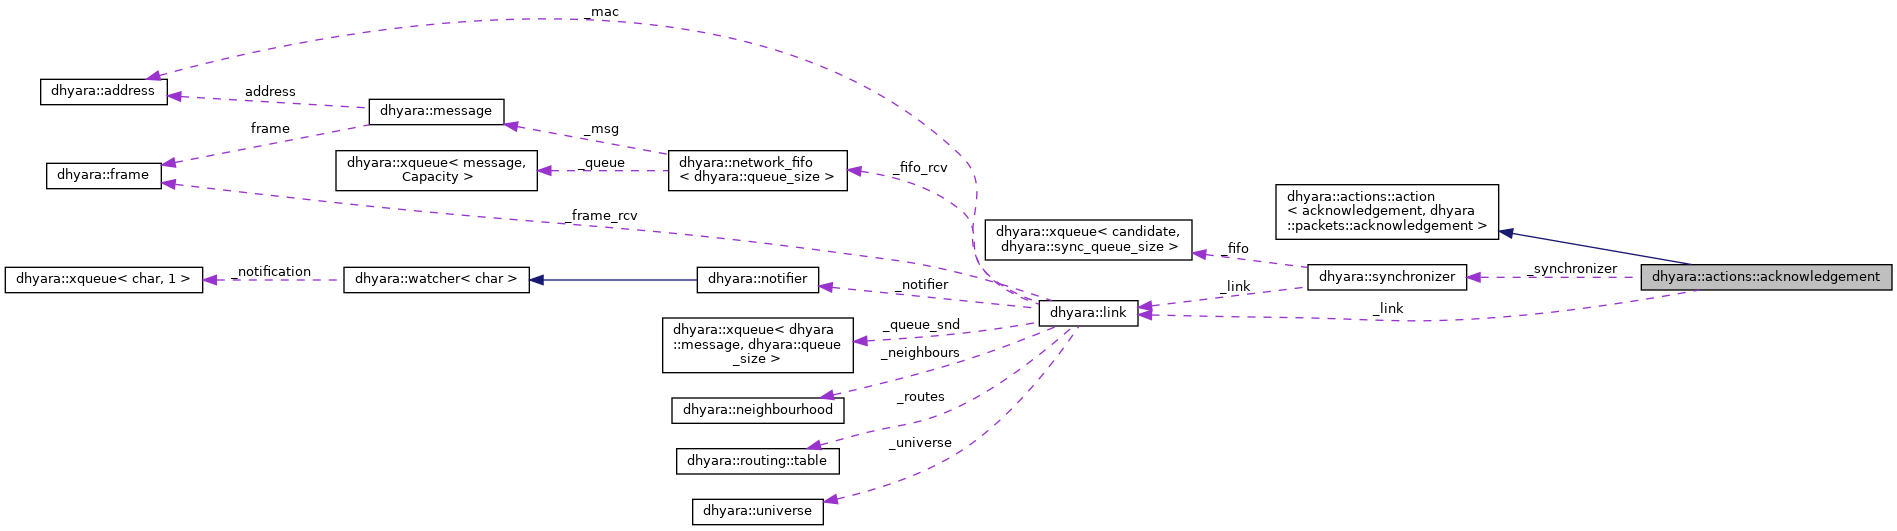 _mac
dhyara::address
address
dhyara::message
frame
_msg
dhyara::xqueue< message,
Capacity >
_queue
dhyara::network_fifo
< dhyara::queue_size >
_fifo_rcv
dhyara::frame
_frame_rcv
dhyara::actions::action
< acknowledgement, dhyara
::packets::acknowledgement >
dhyara::xqueue< candidate,
dhyara::sync_queue_size >
_fifo
dhyara::xqueue< char, 1 >
_notification
dhyara::watcher< char >
dhyara::notifier
_notifier
dhyara::synchronizer
_synchronizer
dhyara::actions::acknowledgement
_link
dhyara::link
_link
dhyara::xqueue< dhyara
::message, dhyara::queue
_size >
_queue_snd
_neighbours
dhyara::neighbourhood
_routes
dhyara::routing::table
_universe
dhyara::universe